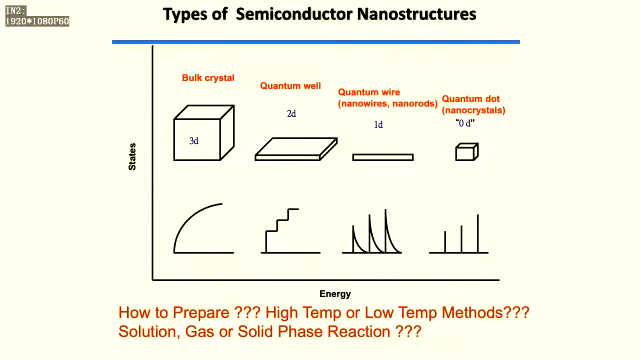 IN2:
1920*1080P60
Types of Semiconductor Nanostructures
Bulk crystal
Quantum well
Quantum wire
(nanowires, nanorods)
Quantum dot
(nanocrystals)
3d
2d
1d
“0 d”
States
Energy
How to Prepare ??? High Temp or Low Temp Methods???
Solution, Gas or Solid Phase Reaction ???